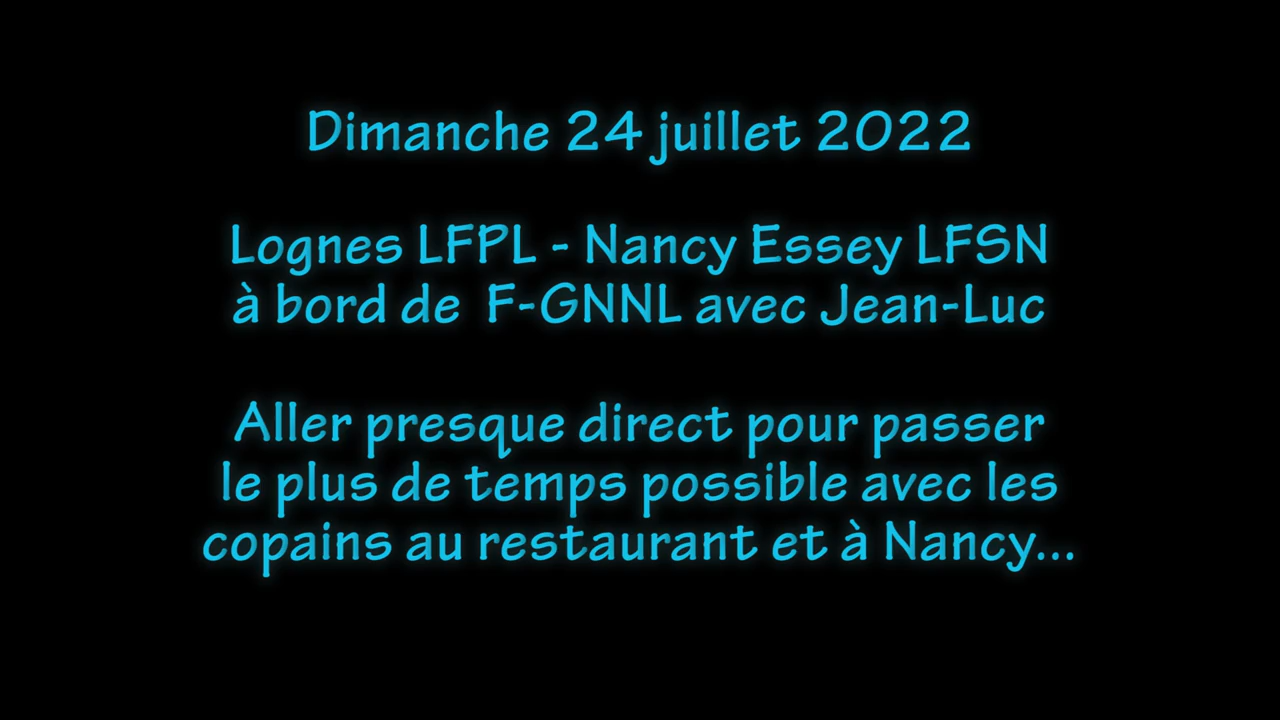 Dimanche 24 juillet 2022
Lognes LFPL - Nancy Essey LFSN
à bord de F-GNNL avec Jean-Luc
Aller presque direct pour passer
le plus de temps possible avec les
copains au restaurant et à Nancy...